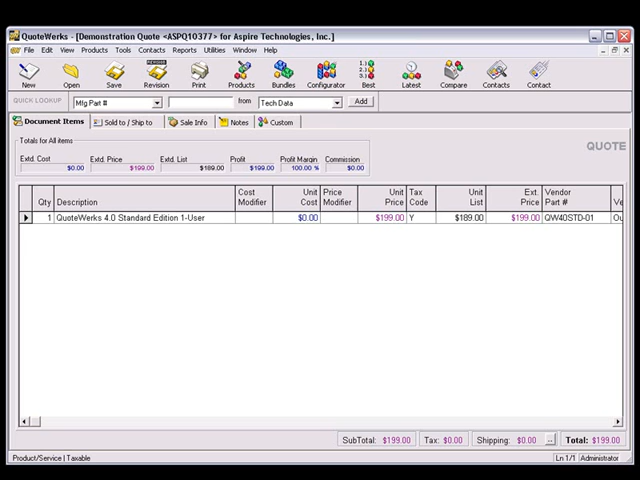 QuoteWerks - [Demonstration Quote <ASPQ10377> for Aspire Technologies, Inc.]
File Edit View Products Tools Contacts Reports Utilities Window Help
New Open Save Revision Print Products Bundles Configurator Best Latest Compare Contacts Contact
QUICK LOOKUP Mfg Part # from Tech Data Add
Document Items Sold to / Ship to Sale Info Notes Custom
Totals for All items
QUOTE
Extd. Cost Extd. Price Extd. List Profit Profit Margin Commission
$0.00 $199.00 $189.00 $199.00 100.00 % $0.00
Qty Description Cost Modifier Unit Cost Price Modifier Unit Price Tax Code Unit List Ext. Price Vendor Part # Ve
1 QuoteWerks 4.0 Standard Edition 1-User $0.00 $199.00 Y $189.00 $199.00 QW40STD-01 Ou
SubTotal: $199.00 Tax: $0.00 Shipping: $0.00 .. Total: $199.00
Product/Service | Taxable Ln 1/1 Administrator